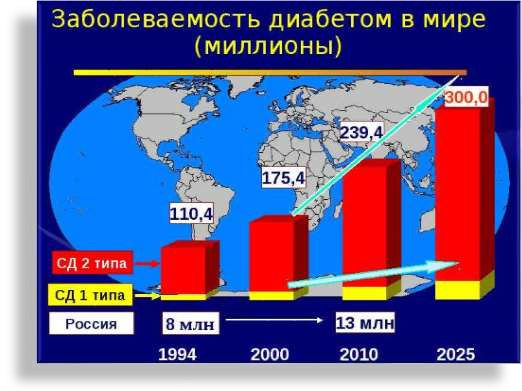 Заболеваемость диабетом в мире
(миллионы)
300,0
239,4
175,4
110,4
СД 2 типа
СД 1 типа
Россия 8 млн 13 млн
1994 2000 2010 2025